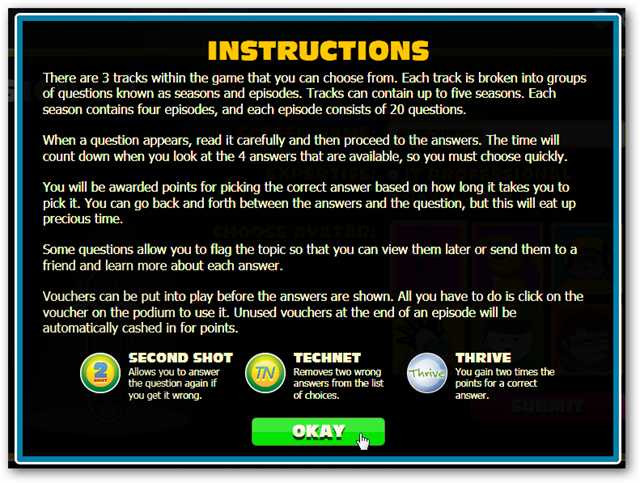 INSTRUCTIONS
There are 3 tracks within the game that you can choose from. Each track is broken into groups
of questions known as seasons and episodes. Tracks can contain up to five seasons. Each
season contains four episodes, and each episode consists of 20 questions.
When a question appears, read it carefully and then proceed to the answers. The time will
count down when you look at the 4 answers that are available, so you must choose quickly.
You will be awarded points for picking the correct answer based on how long it takes you to
pick it. You can go back and forth between the answers and the question, but this will eat up
precious time.
CHOOSE AVATAR:
Some questions allow you to flag the topic so that you can view them later or send them to a
friend and learn more about each answer.
Vouchers can be put into play before the answers are shown. All you have to do is click on the
voucher on the podium to use it. Unused vouchers at the end of an episode will be
automatically cashed in for points.
2 SHOT
SECOND SHOT
Allows you to answer
the question again if
you get it wrong.
TN
TECHNET
Removes two wrong
answers from the list
of choices.
Thrive
THRIVE
You gain two times the
points for a correct
answer.
SUBMIT
OKAY